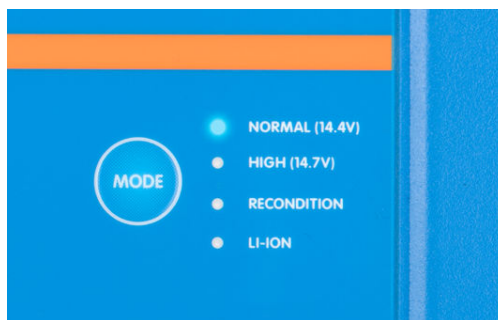 NORMAL (14.4V)
HIGH (14.7V)
MODE
RECONDITION
LI-ION